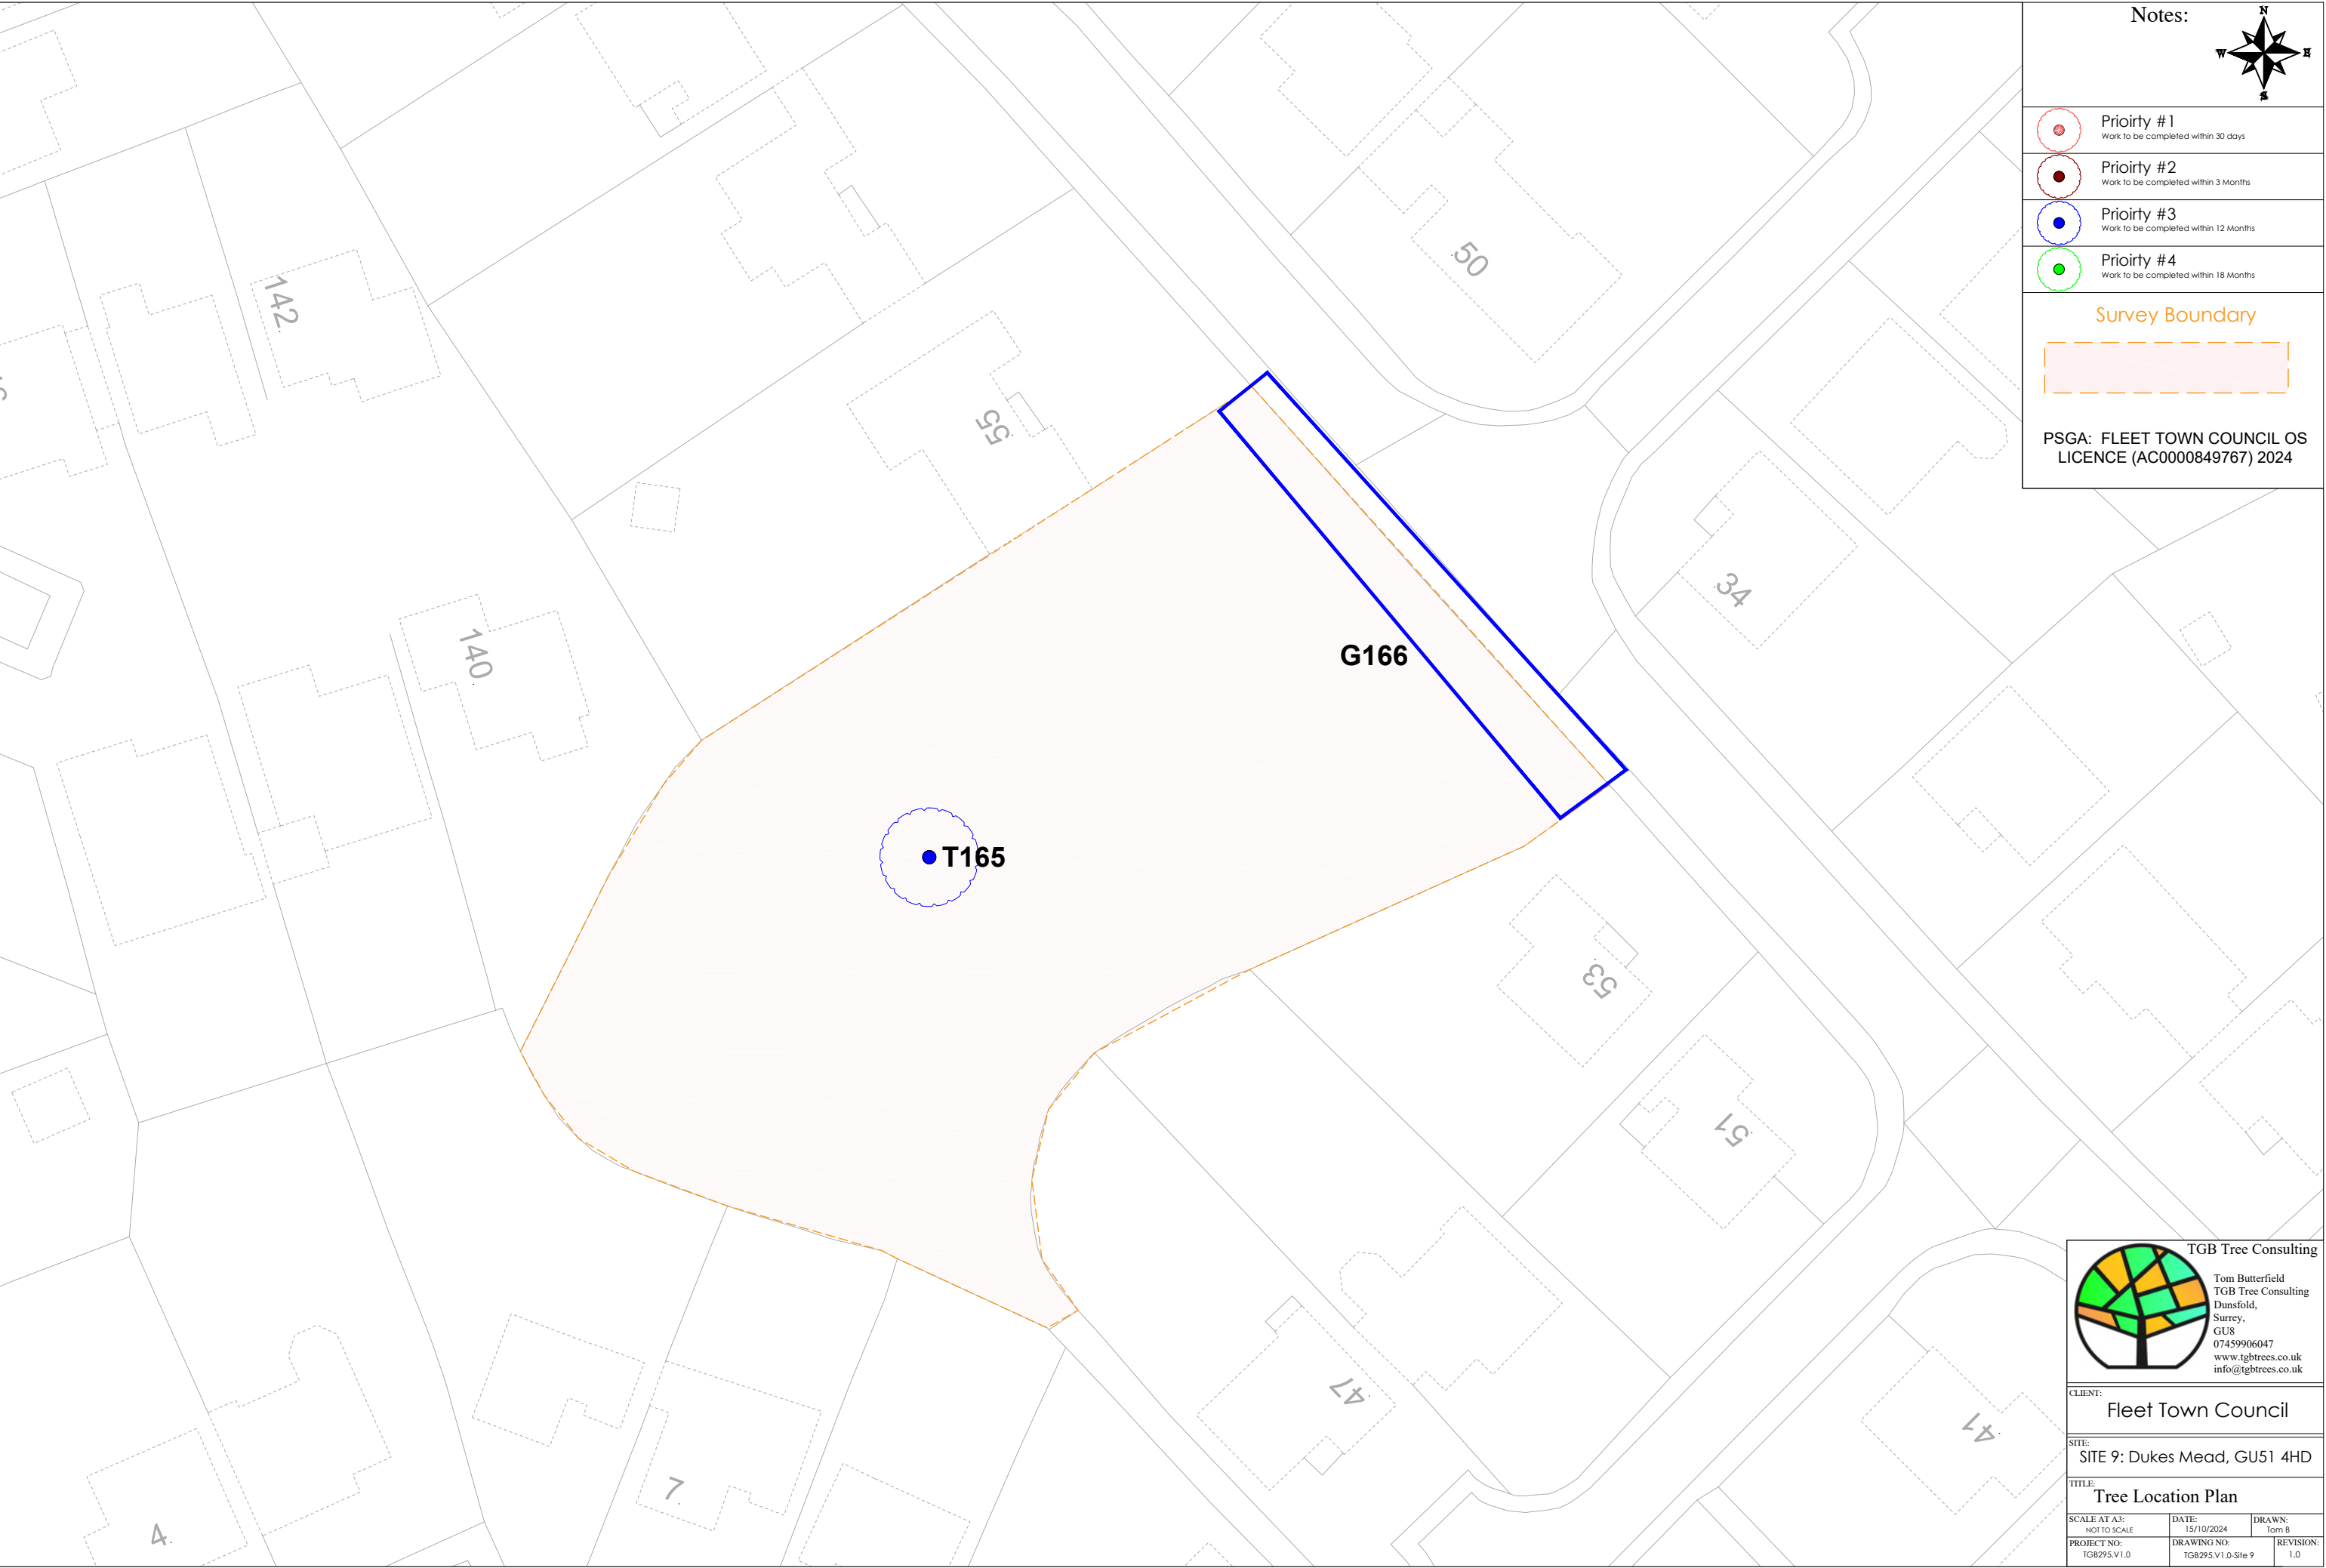 Notes:
N
W E
S
Prioirty #1
Work to be completed within 30 days
Prioirty #2
Work to be completed within 3 Months
Prioirty #3
Work to be completed within 12 Months
Prioirty #4
Work to be completed within 18 Months
Survey Boundary
PSGA: FLEET TOWN COUNCIL OS
LICENCE (AC0000849767) 2024
142
50
55
34
140
G166
T165
53
51
47
41
7
4
TGB Tree Consulting
Tom Butterfield
TGB Tree Consulting
Dunsfold,
Surrey,
GU8
07459906047
www.tgbtrees.co.uk
info@tgbtrees.co.uk
CLIENT:
Fleet Town Council
SITE:
SITE 9: Dukes Mead, GU51 4HD
TITLE:
Tree Location Plan
SCALE AT A3:
NOT TO SCALE
DATE:
15/10/2024
DRAWN:
Tom B
PROJECT NO:
TGB295.V1.0
DRAWING NO:
TGB295.V1.0-Site 9
REVISION:
1.0